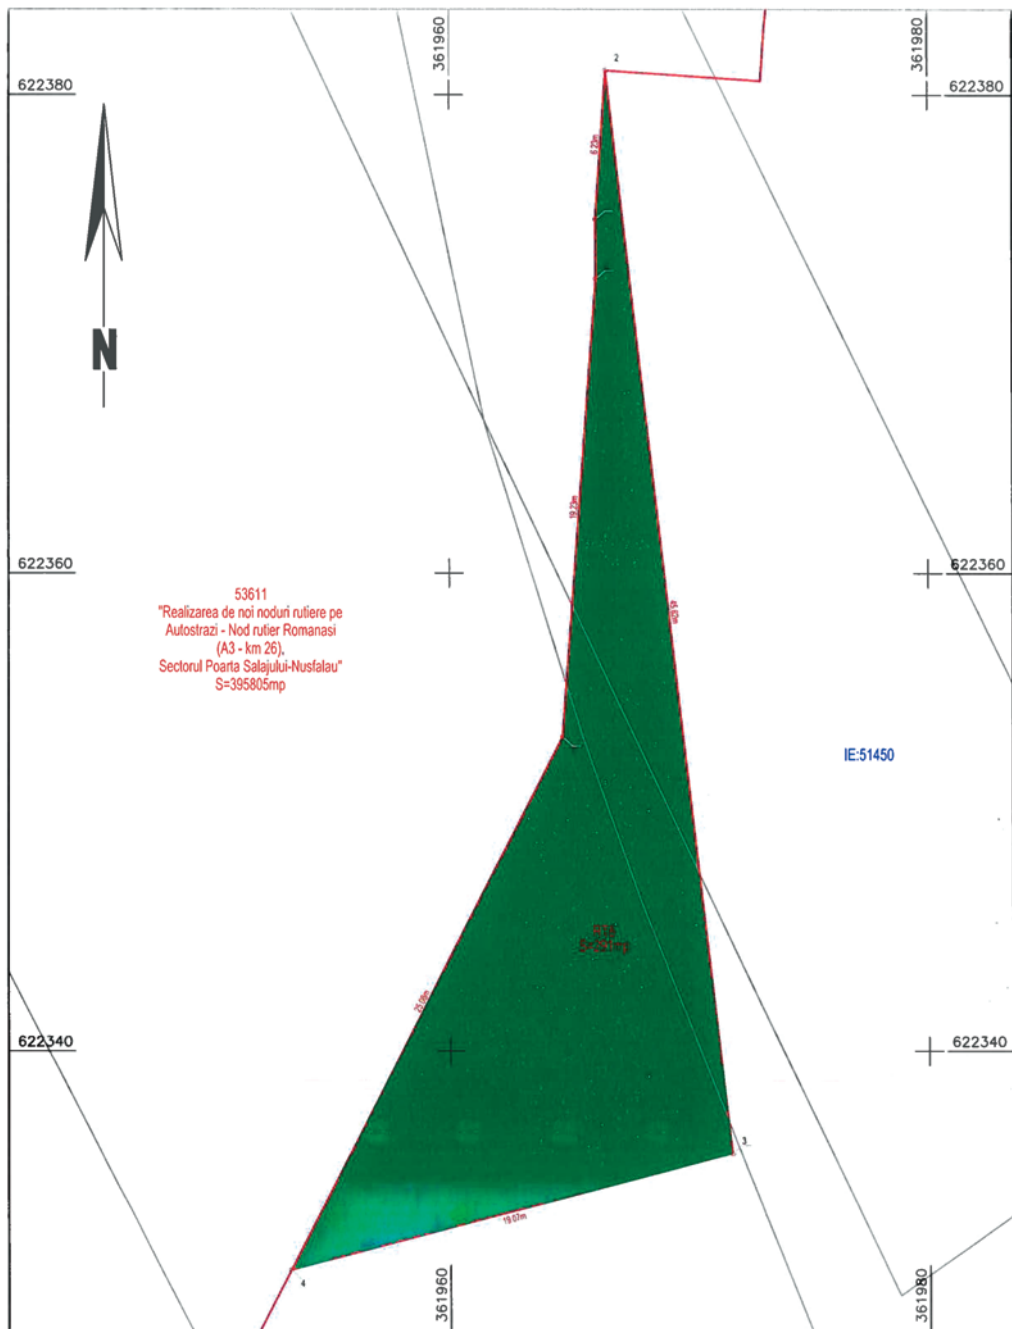 361960
361980
2
622380
622380
6.25m
N
19.23m
622360
622360
53611
"Realizarea de noi noduri rutiere pe
Autostrazi - Nod rutier Romanasi
(A3 - km 26),
Sectorul Poarta Salajului-Nusfalau"
S=395805mp
45.62m
IE:51450
25.09m
622340
622340
3
19.07m
4
361960
361980